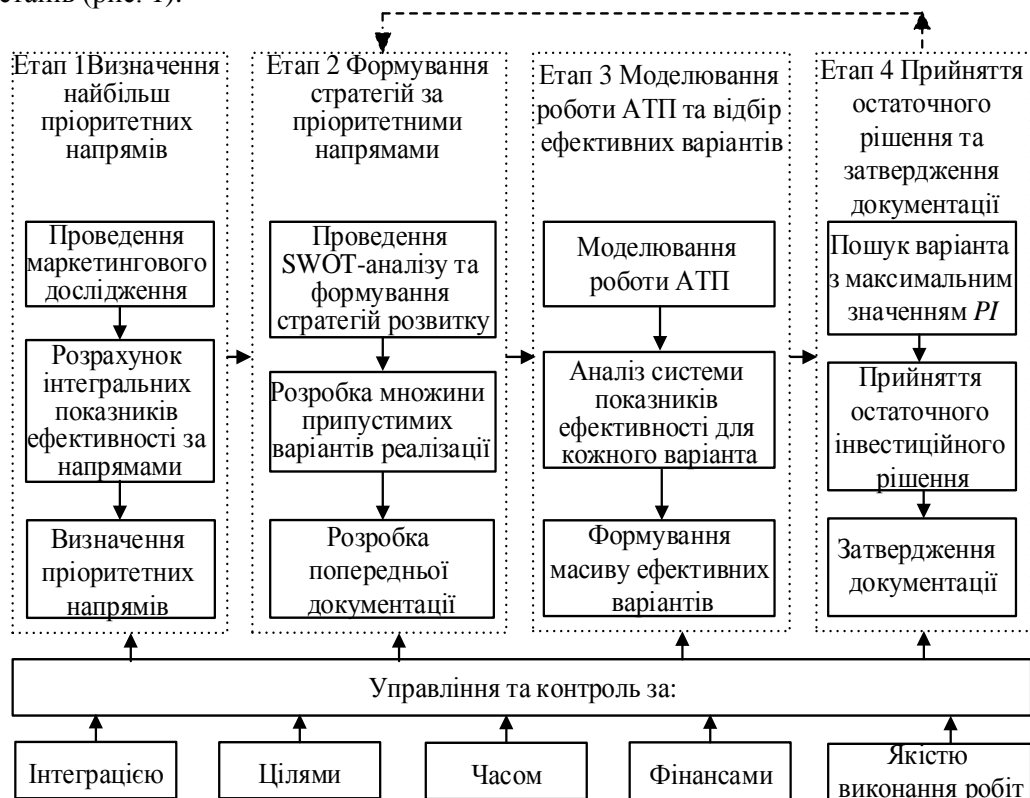 етапів (рис. 1).
Етап 1Визначення
найбільш
пріоритетних
напрямів
Проведення
маркетингового
дослідження
Розрахунок
інтегральних
показників
ефективності за
напрямами
Визначення
пріоритетних
напрямів
Етап 2 Формування
стратегій за
пріоритетними
напрямами
Проведення
SWOT-аналізу та
формування
стратегій розвитку
Розробка множини
припустимих
варіантів реалізації
Розробка
попередньої
документації
Етап 3 Моделювання
роботи АТП та відбір
ефективних варіантів
Моделювання
роботи АТП
Аналіз системи
показників
ефективності для
кожного варіанта
Формування
масиву ефективних
варіантів
Етап 4 Прийняття
остаточного
рішення та
затвердження
документації
Пошук варіанта
з максимальним
значенням PI
Прийняття
остаточного
інвестиційного
рішення
Затвердження
документації
Управління та контроль за:
Інтеграцією
Цілями
Часом
Фінансами
Якістю
виконання робіт